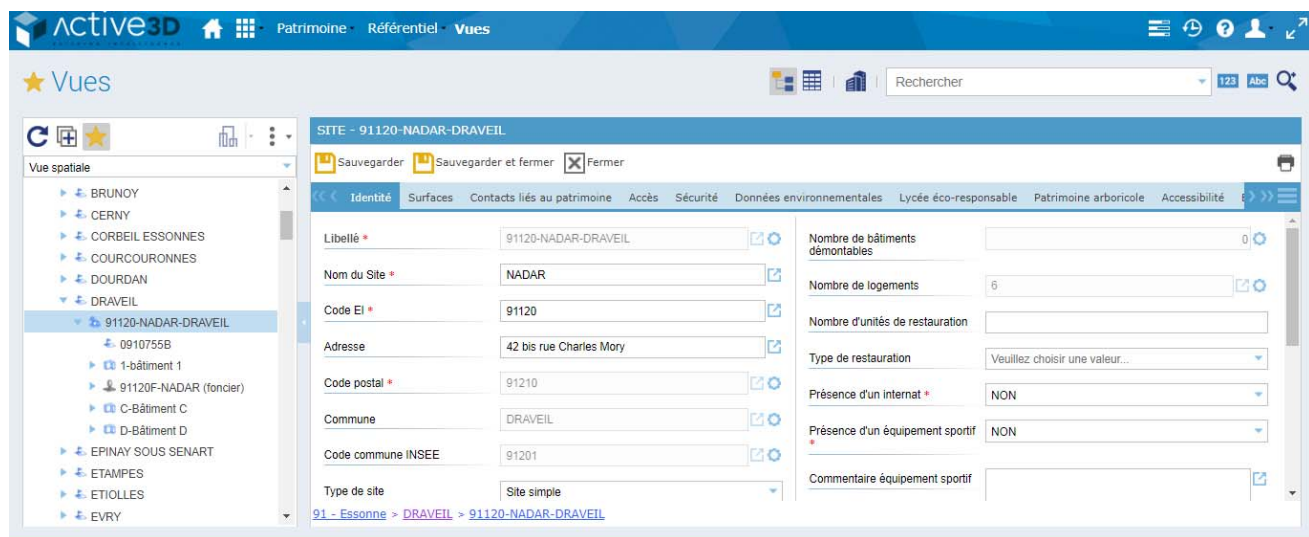 ACTIVE3D Patrimoine Référentiel Vues
Vues
Rechercher
123 Abc
Vue spatiale
BRUNOY
CERNY
CORBEIL ESSONNES
COURCOURONNES
DOURDAN
DRAVEIL
91120-NADAR-DRAVEIL
0910755B
1-bâtiment 1
91120F-NADAR (foncier)
C-Bâtiment C
D-Bâtiment D
EPINAY SOUS SENART
ETAMPES
ETIOLLES
EVRY
SITE - 91120-NADAR-DRAVEIL
Sauvegarder Sauvegarder et fermer Fermer
Identité Surfaces Contacts liés au patrimoine Accès Sécurité Données environnementales Lycée éco-responsable Patrimoine arboricole Accessibilité
Libellé * 91120-NADAR-DRAVEIL
Nom du Site * NADAR
Code EI * 91120
Adresse 42 bis rue Charles Mory
Code postal * 91210
Commune DRAVEIL
Code commune INSEE 91201
Type de site Site simple
Nombre de bâtiments
démontables 0
Nombre de logements 6
Nombre d'unités de restauration
Type de restauration Veuillez choisir une valeur...
Présence d'un internat * NON
Présence d'un équipement sportif NON
*
Commentaire équipement sportif
91 - Essonne > DRAVEIL > 91120-NADAR-DRAVEIL